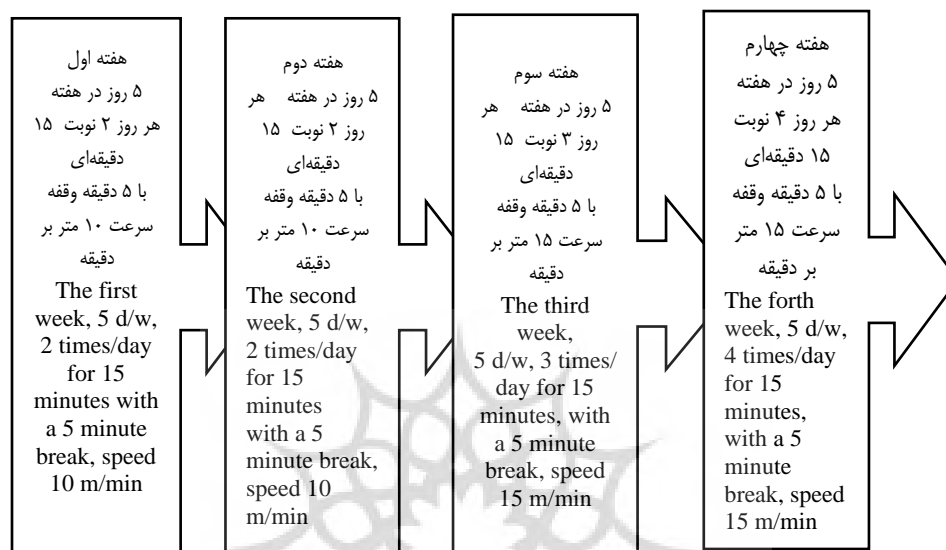 هفته اول
۵ روز در هفته
هر روز ۲ نوبت ۱۵
دقیقه‌ای
با ۵ دقیقه وقفه
سرعت ۱۰ متر بر
دقیقه
The first
week, 5 d/w,
2 times/day
for 15
minutes with
a 5 minute
break, speed
10 m/min
هفته دوم
۵ روز در هفته هر
روز ۲ نوبت ۱۵
دقیقه‌ای
با ۵ دقیقه وقفه
سرعت ۱۰ متر بر
دقیقه
The second
week, 5 d/w,
2 times/day
for 15
minutes
with a 5
minute break,
speed 10
m/min
هفته سوم
۵ روز در هفته هر
روز ۳ نوبت ۱۵
دقیقه‌ای
با ۵ دقیقه وقفه
سرعت ۱۵ متر بر
دقیقه
The third
week,
5 d/w, 3 times/
day for 15
minutes, with
a 5 minute
break, speed
15 m/min
هفته چهارم
۵ روز در هفته
هر روز ۴ نوبت
۱۵ دقیقه‌ای
با ۵ دقیقه وقفه
سرعت ۱۵ متر
بر دقیقه
The forth
week, 5 d/w,
4 times/day
for 15
minutes,
with a 5
minute
break, speed
15 m/min